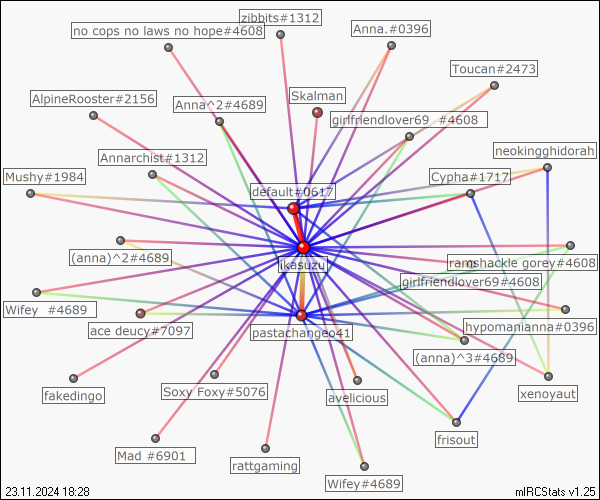 zibbits#1312
no cops no laws no hope#4608
Anna.#0396
Toucan#2473
AlpineRooster#2156
Skalman
Anna^2#4689
girlfriendlover69 #4608
neokingghidorah
Annarchist#1312
Mushy#1984
Cypha#1717
default#0617
(anna)^2#4689
ikasuzu
ramshackle gorey#4608
girlfriendlover69#4608
Wifey #4689
ace deucy#7097
pastachangeo41
hypomanianna#0396
(anna)^3#4689
fakedingo
Soxy Foxy#5076
avelicious
xenoyaut
frisout
Mad #6901
rattgaming
Wifey#4689
23.11.2024 18:28
mIRCStats v1.25